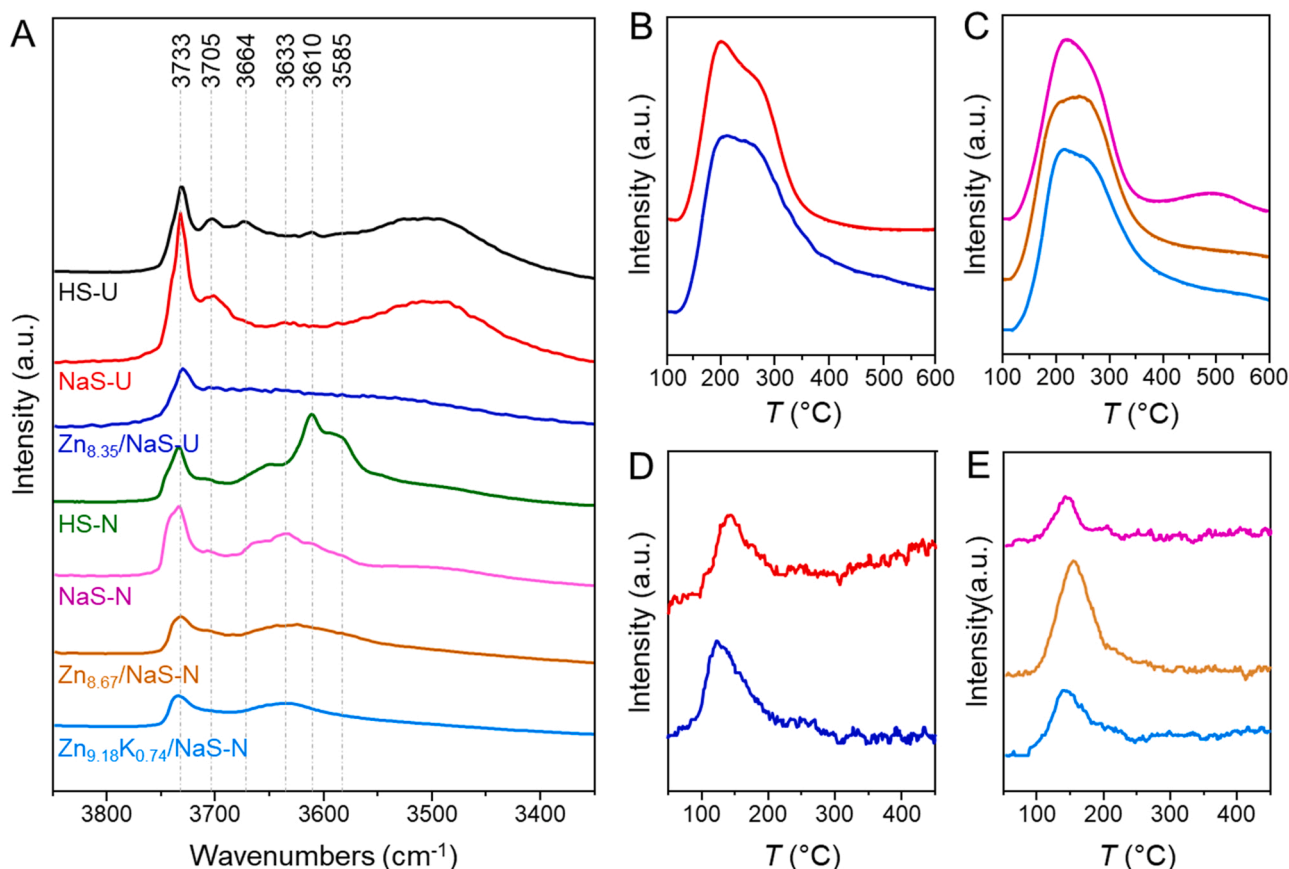 A
3733
3705
3664
3633
3610
3585
HS-U
NaS-U
Zn8.35/NaS-U
HS-N
NaS-N
Zn8.67/NaS-N
Zn9.18K0.74/NaS-N
Intensity (a.u.)
3800 3700 3600 3500 3400
Wavenumbers (cm-1)
B
Intensity (a.u.)
100 200 300 400 500 600
T (°C)
C
Intensity (a.u.)
100 200 300 400 500 600
T (°C)
D
Intensity (a.u.)
100 200 300 400
T (°C)
E
Intensity(a.u.)
100 200 300 400
T (°C)